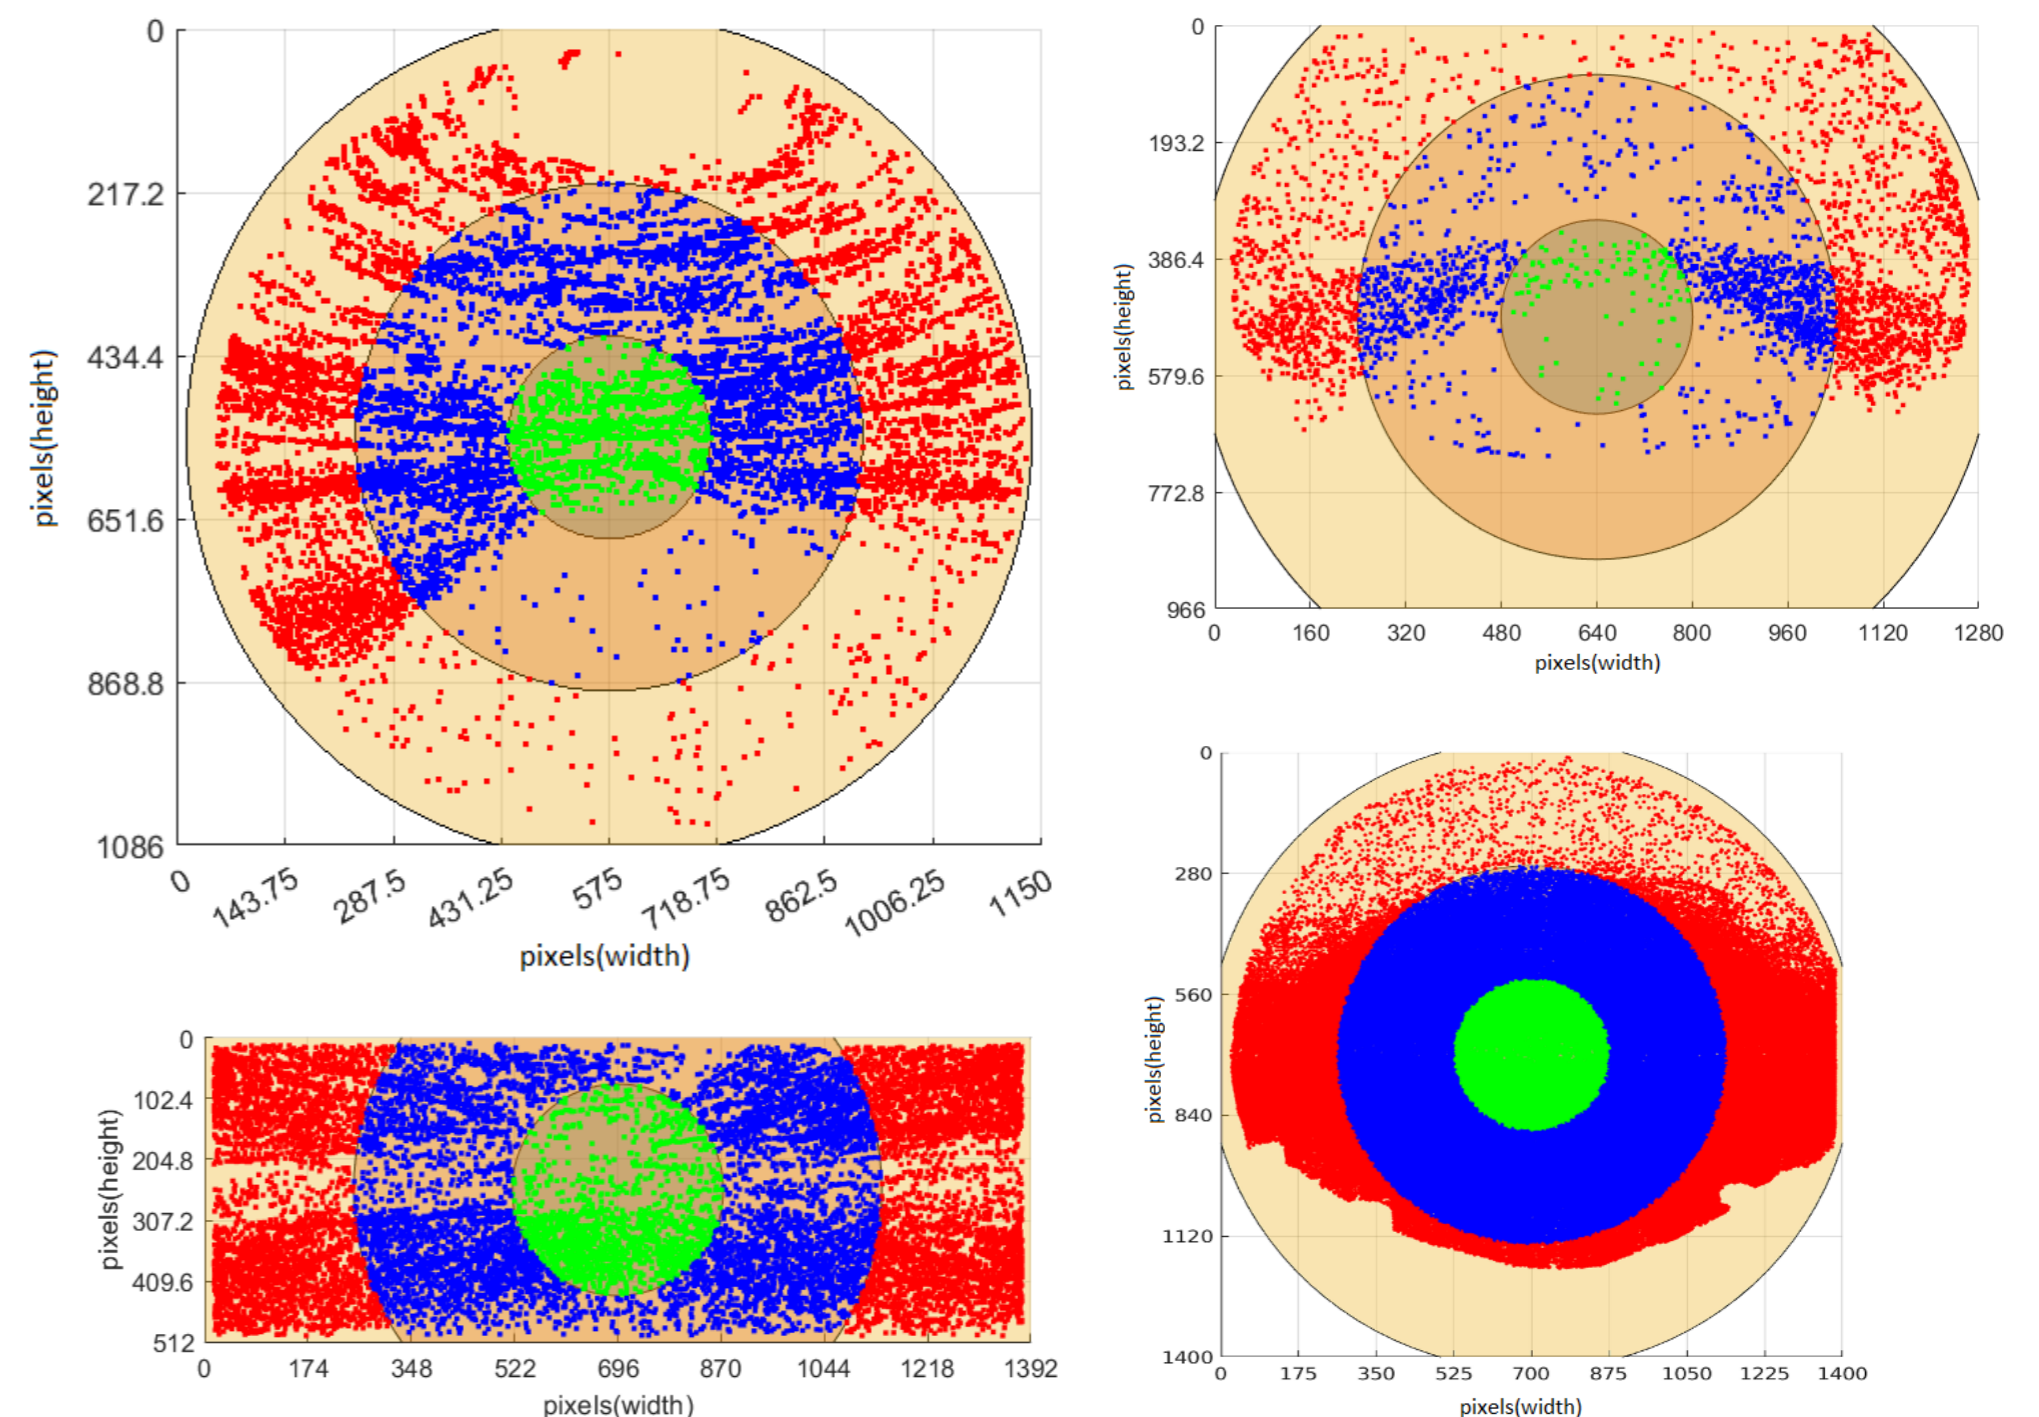 0
217.2
434.4
651.6
868.8
1086
pixels(height)
0 143.75 287.5 431.25 575 718.75 862.5 1006.25 1150
pixels(width)
0
193.2
386.4
579.6
772.8
966
pixels(height)
0 160 320 480 640 800 960 1120 1280
pixels(width)
0
102.4
204.8
307.2
409.6
512
pixels(height)
0 174 348 522 696 870 1044 1218 1392
pixels(width)
0
280
560
840
1120
1400
pixels(height)
0 175 350 525 700 875 1050 1225 1400
pixels(width)